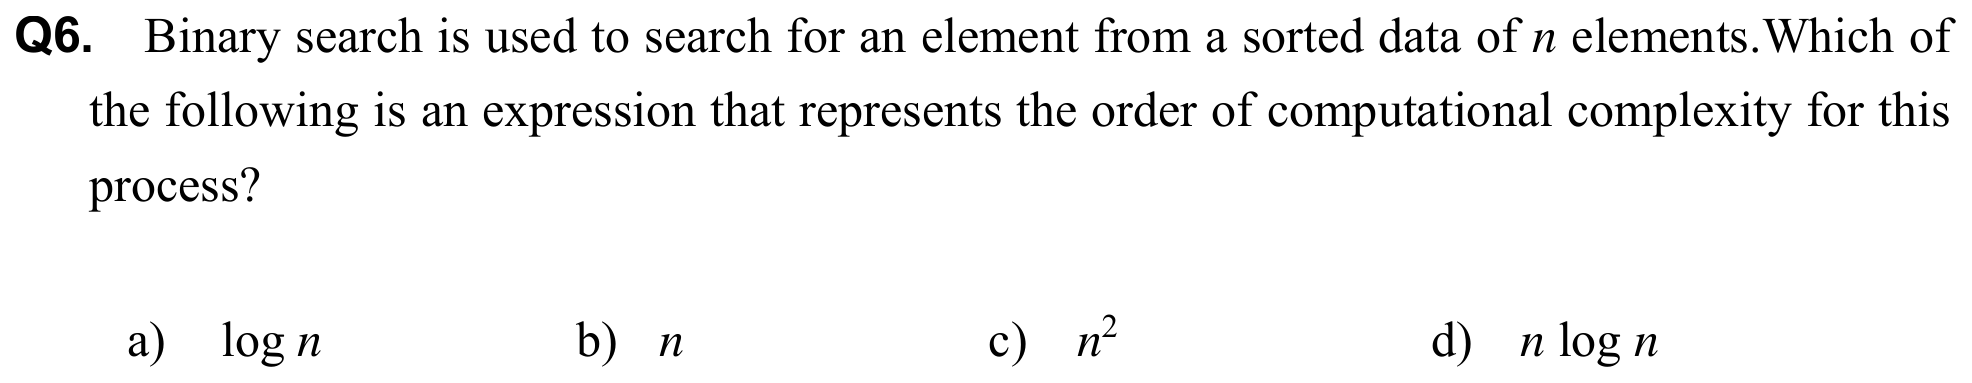 Q6. Binary search is used to search for an element from a sorted data of n elements.Which of
the following is an expression that represents the order of computational complexity for this
process?
a) log n b) n c) n² d) n log n